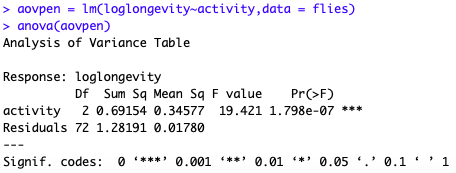 > aovpen = lm(loglongevity~activity,data = flies)
> anova(aovpen)
Analysis of Variance Table

Response: loglongevity
          Df  Sum Sq Mean Sq F value    Pr(>F)
activity   2 0.69154 0.34577  19.421 1.798e-07 ***
Residuals 72 1.28191 0.01780
---
Signif. codes:  0 ‘***’ 0.001 ‘**’ 0.01 ‘*’ 0.05 ‘.’ 0.1 ‘ ’ 1